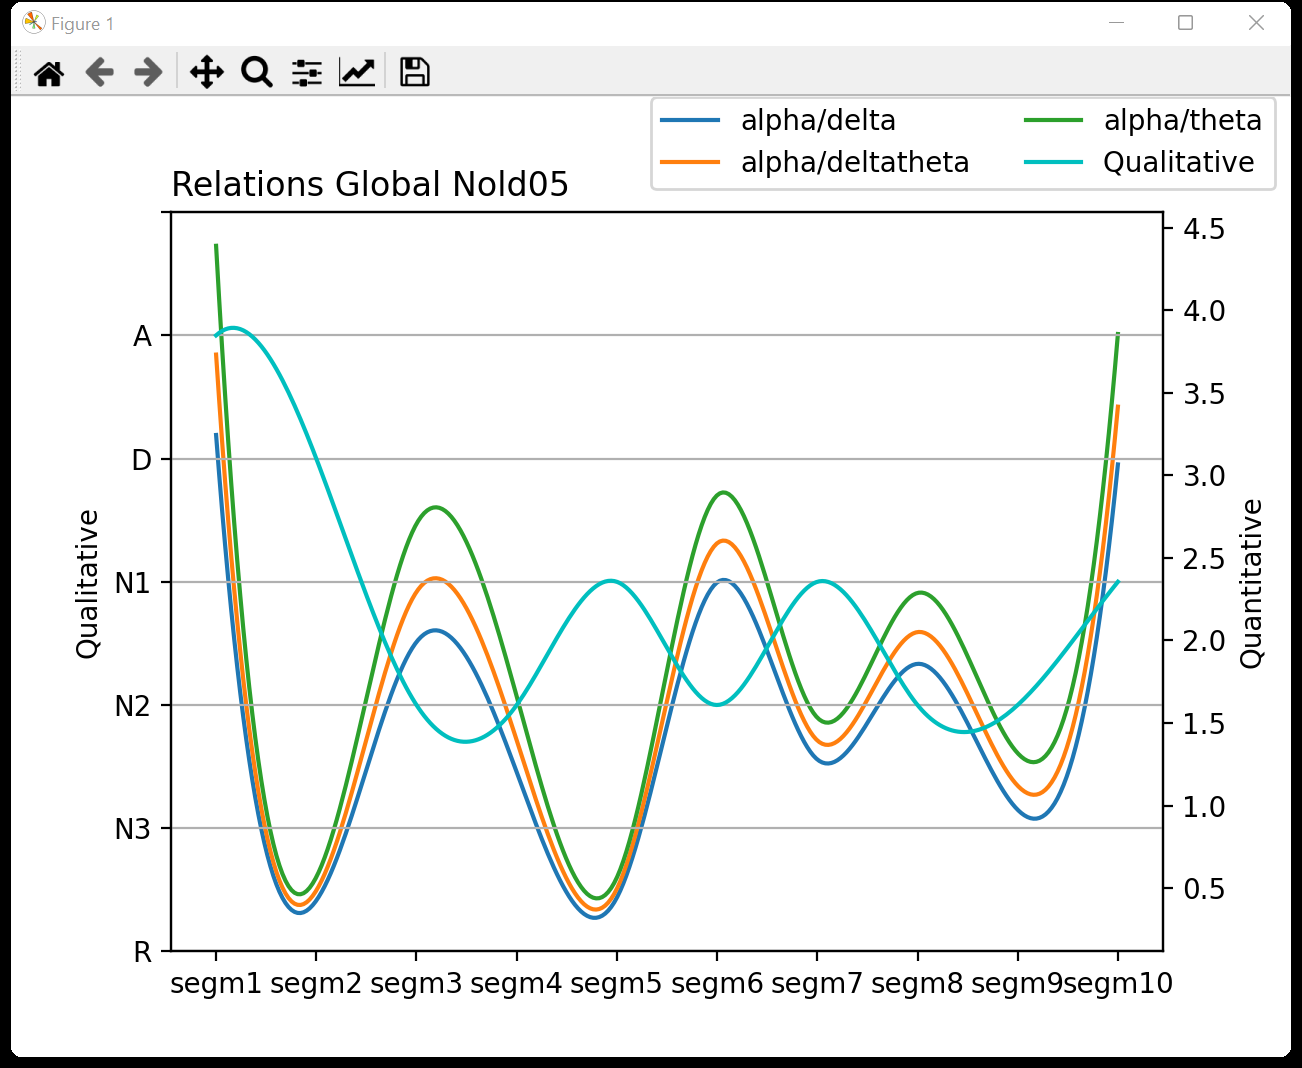 Figure 1
alpha/delta
alpha/deltatheta
alpha/theta
Qualitative
Relations Global Nold05
A
D
N1
N2
N3
R
Qualitative
4.5
4.0
3.5
3.0
2.5
2.0
1.5
1.0
0.5
Quantitative
segm1 segm2 segm3 segm4 segm5 segm6 segm7 segm8 segm9 segm10